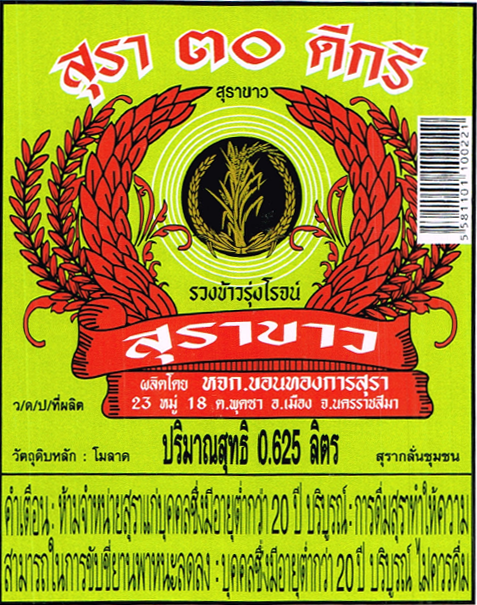 สุรา ๓๐ ดีกรี
สุราขาว
5 581101 100221
รวงข้าวรุ่งโรจน์
สุราขาว
ผลิตโดย หจก.ขอนทองการสุรา
23 หมู่ 18 ต.พุดซา อ.เมือง จ.นครราชสีมา
ว/ด/ป/ที่ผลิต
ปริมาณสุทธิ 0.625 ลิตร
วัตถุดิบหลัก : โมลาด
สุรากลั่นชุมชน
คำเตือน : ห้ามจำหน่ายสุราแก่บุคคลซึ่งมีอายุต่ำกว่า 20 ปี บริบูรณ์ : การดื่มสุราทำให้ความ
สามารถในการขับขี่ยานพาหนะลดลง : บุคคลซึ่งมีอายุต่ำกว่า 20 ปี บริบูรณ์ ไม่ควรดื่ม